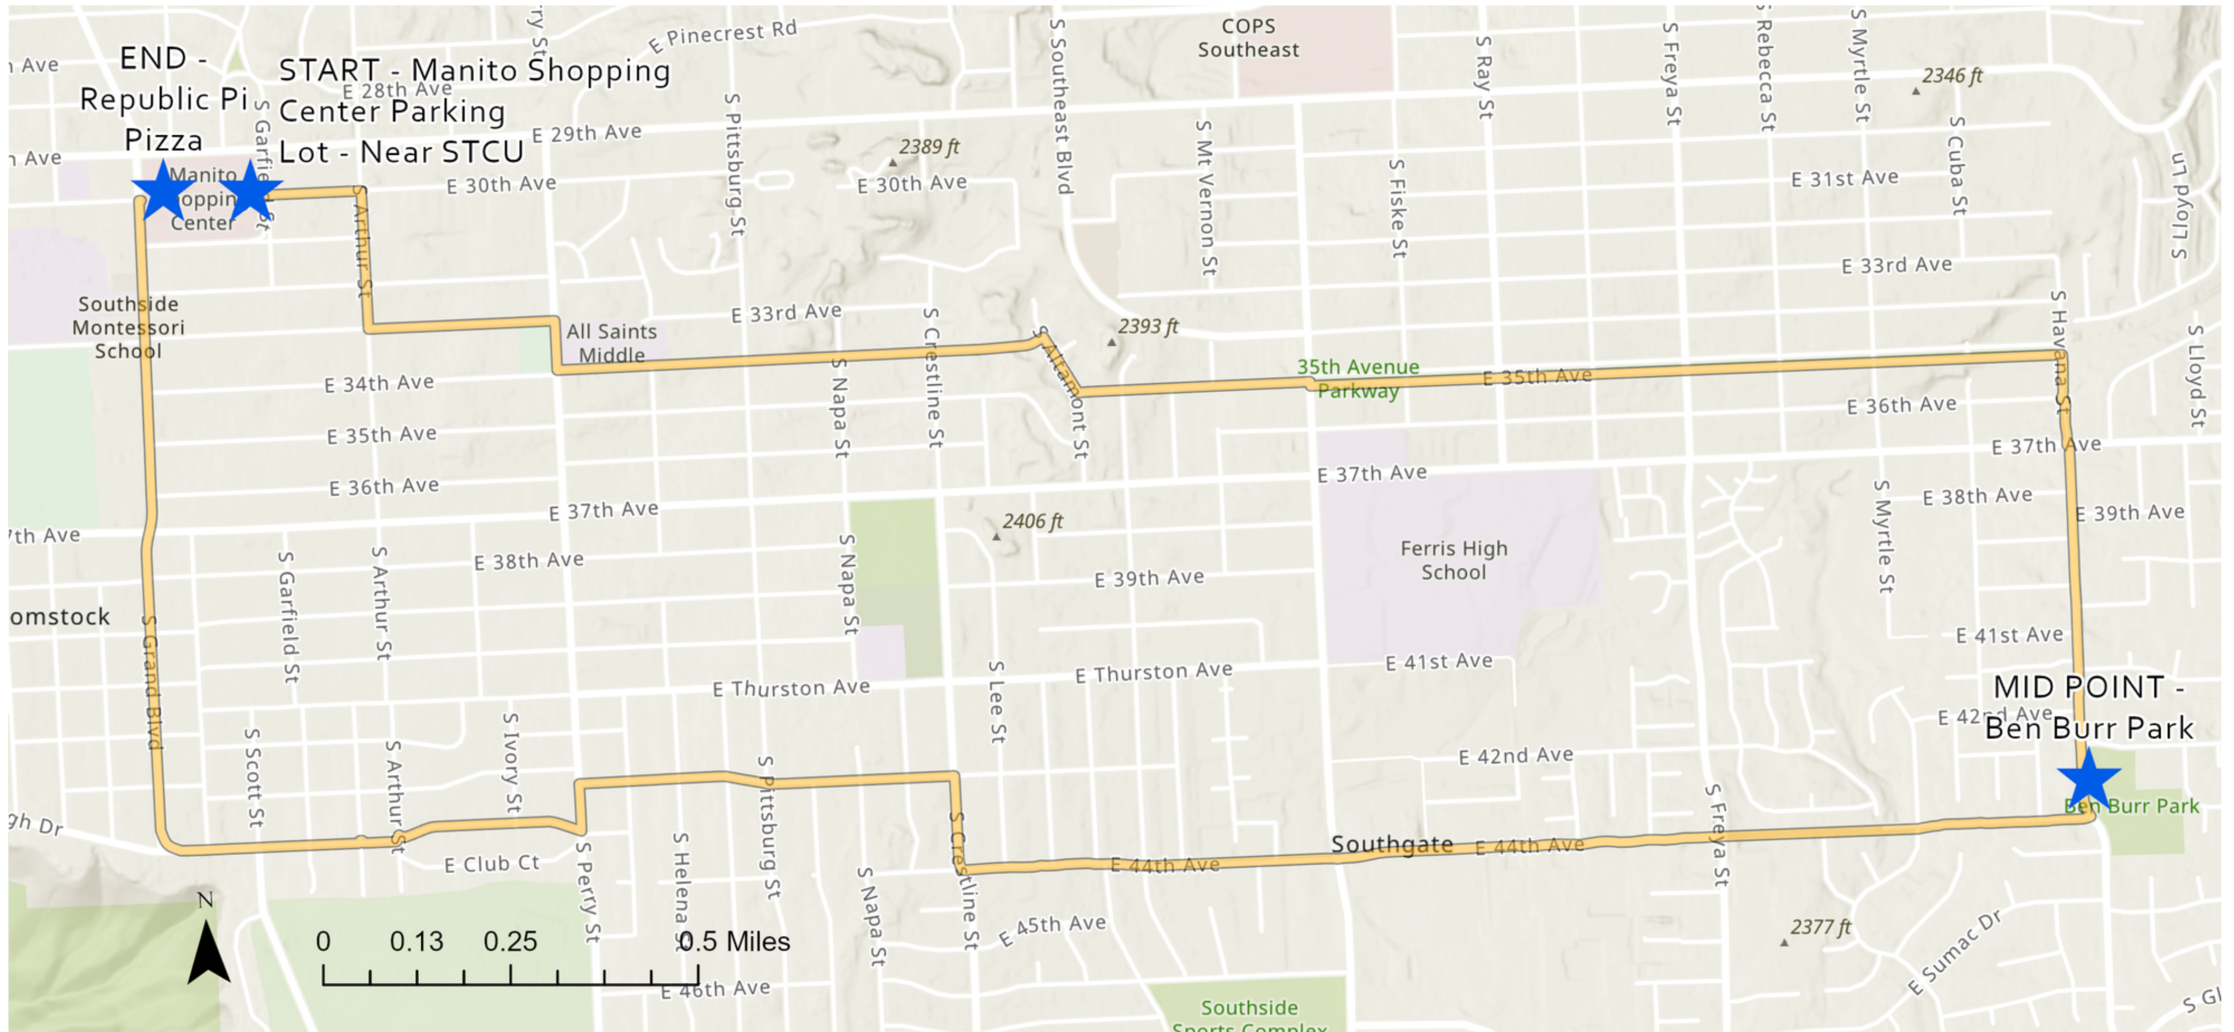 END -
Republic Pi
Pizza
START - Manito Shopping
Center Parking
Lot - Near STCU
MID POINT -
Ben Burr Park
COPS
Southeast
E Pinecrest Rd
E 28th Ave
E 29th Ave
E 30th Ave
E 30th Ave
E 31st Ave
E 33rd Ave
E 33rd Ave
2346 ft
2389 ft
2393 ft
2406 ft
2377 ft
S Southeast Blvd
S Ray St
S Freya St
S Rebecca St
S Myrtle St
S Cuba St
S Lloyd Ln
S Pittsburg St
S Mt Vernon St
S Fiske St
S Arthur St
Manito
Center
Southside
Montessori
School
All Saints
Middle
S Crestline St
S Napa St
S Altamont St
35th Avenue
Parkway
E 35th Ave
S Havana St
S Lloyd St
E 34th Ave
E 35th Ave
E 36th Ave
E 36th Ave
E 37th Ave
E 37th Ave
E 37th Ave
7th Ave
E 38th Ave
E 38th Ave
E 39th Ave
E 39th Ave
Ferris High
School
S Myrtle St
S Napa St
S Garfield St
S Arthur St
omstock
S Grand Blvd
E 41st Ave
E 41st Ave
E Thurston Ave
E Thurston Ave
S Lee St
E 42nd Ave
E 42nd Ave
S Scott St
S Arthur St
S Ivory St
S Pittsburg St
S Freya St
Ben Burr Park
gh Dr
E Club Ct
S Perry St
S Helena S
S Napa St
S Crestline St
E 44th Ave
Southgate
E 44th Ave
E 45th Ave
E 46th Ave
E Sumac Dr
S Gl
Southside
Sports Complex
N
0 0.13 0.25 0.5 Miles